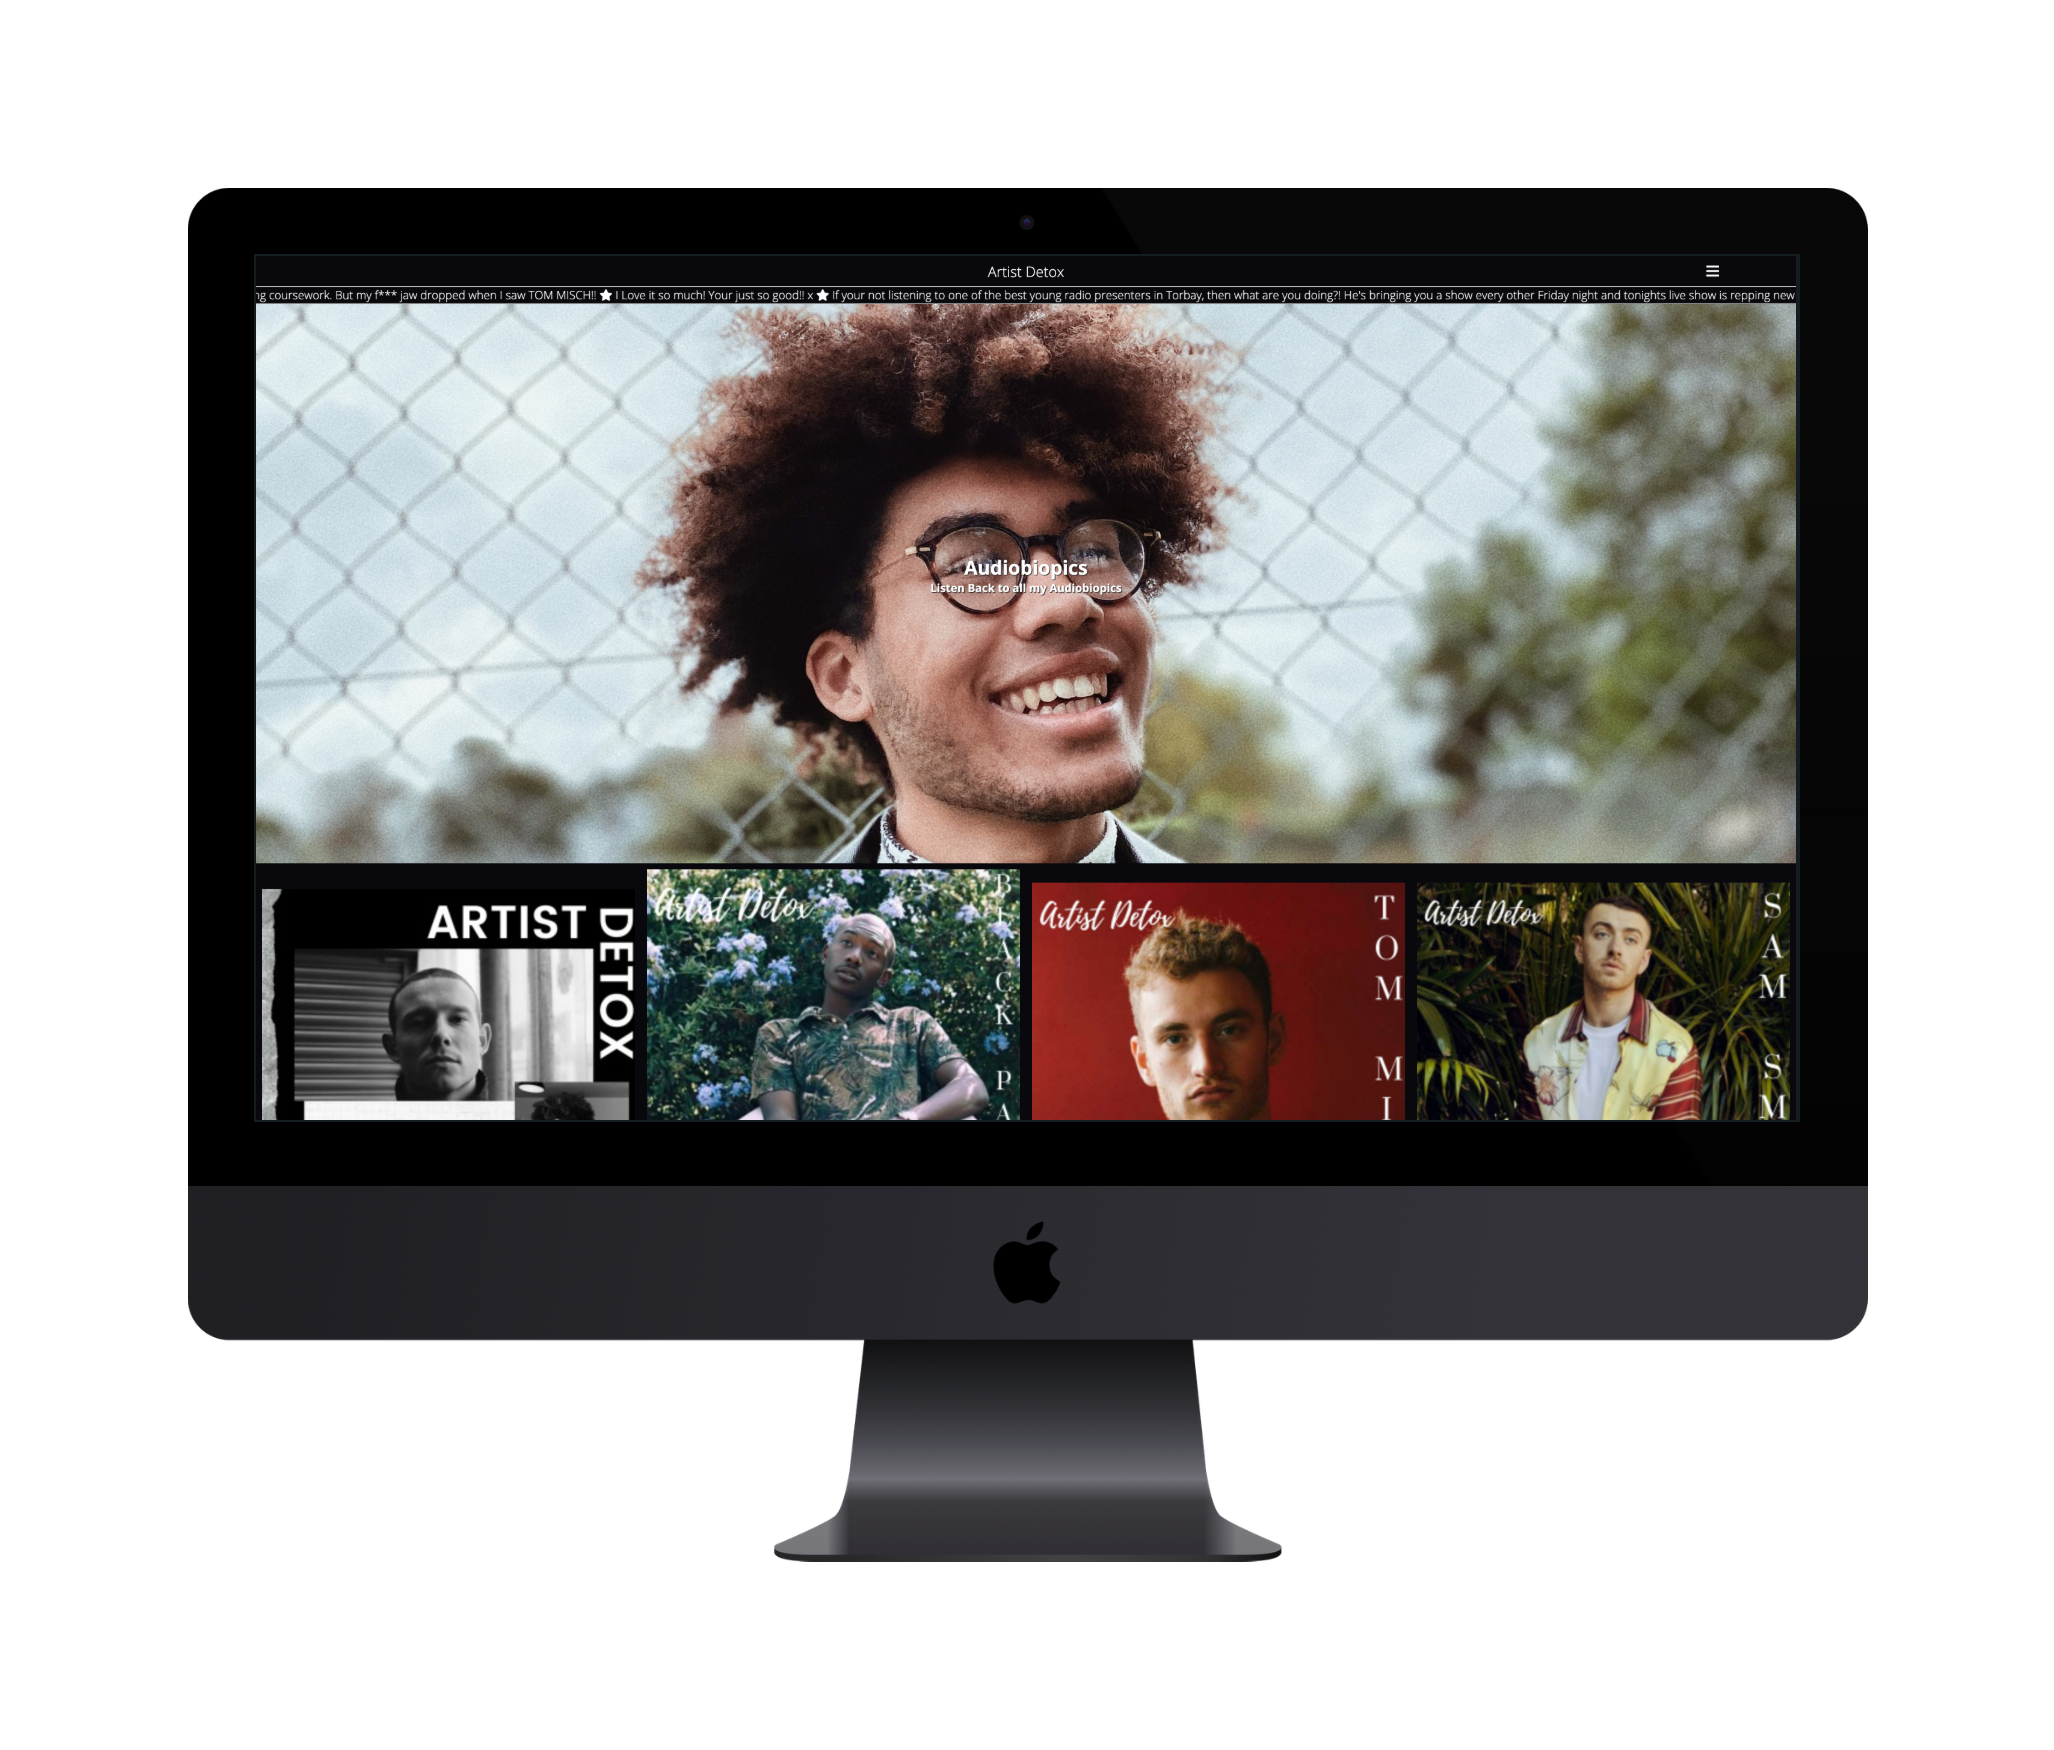 Artist Detox
ng coursework. But my f*** jaw dropped when I saw TOM MISCH!! ★ I Love it so much! Your just so good!! x ★ If your not listening to one of the best young radio presenters in Torbay, then what are you doing?! He's bringing you a show every other Friday night and tonights live show is repping new
Audiobiopics
Listen Back to all my Audiobiopics
ARTIST
DETOX
Artist Detox
BLACK PA
Artist Detox
TOM MI
Artist Detox
SAM SM